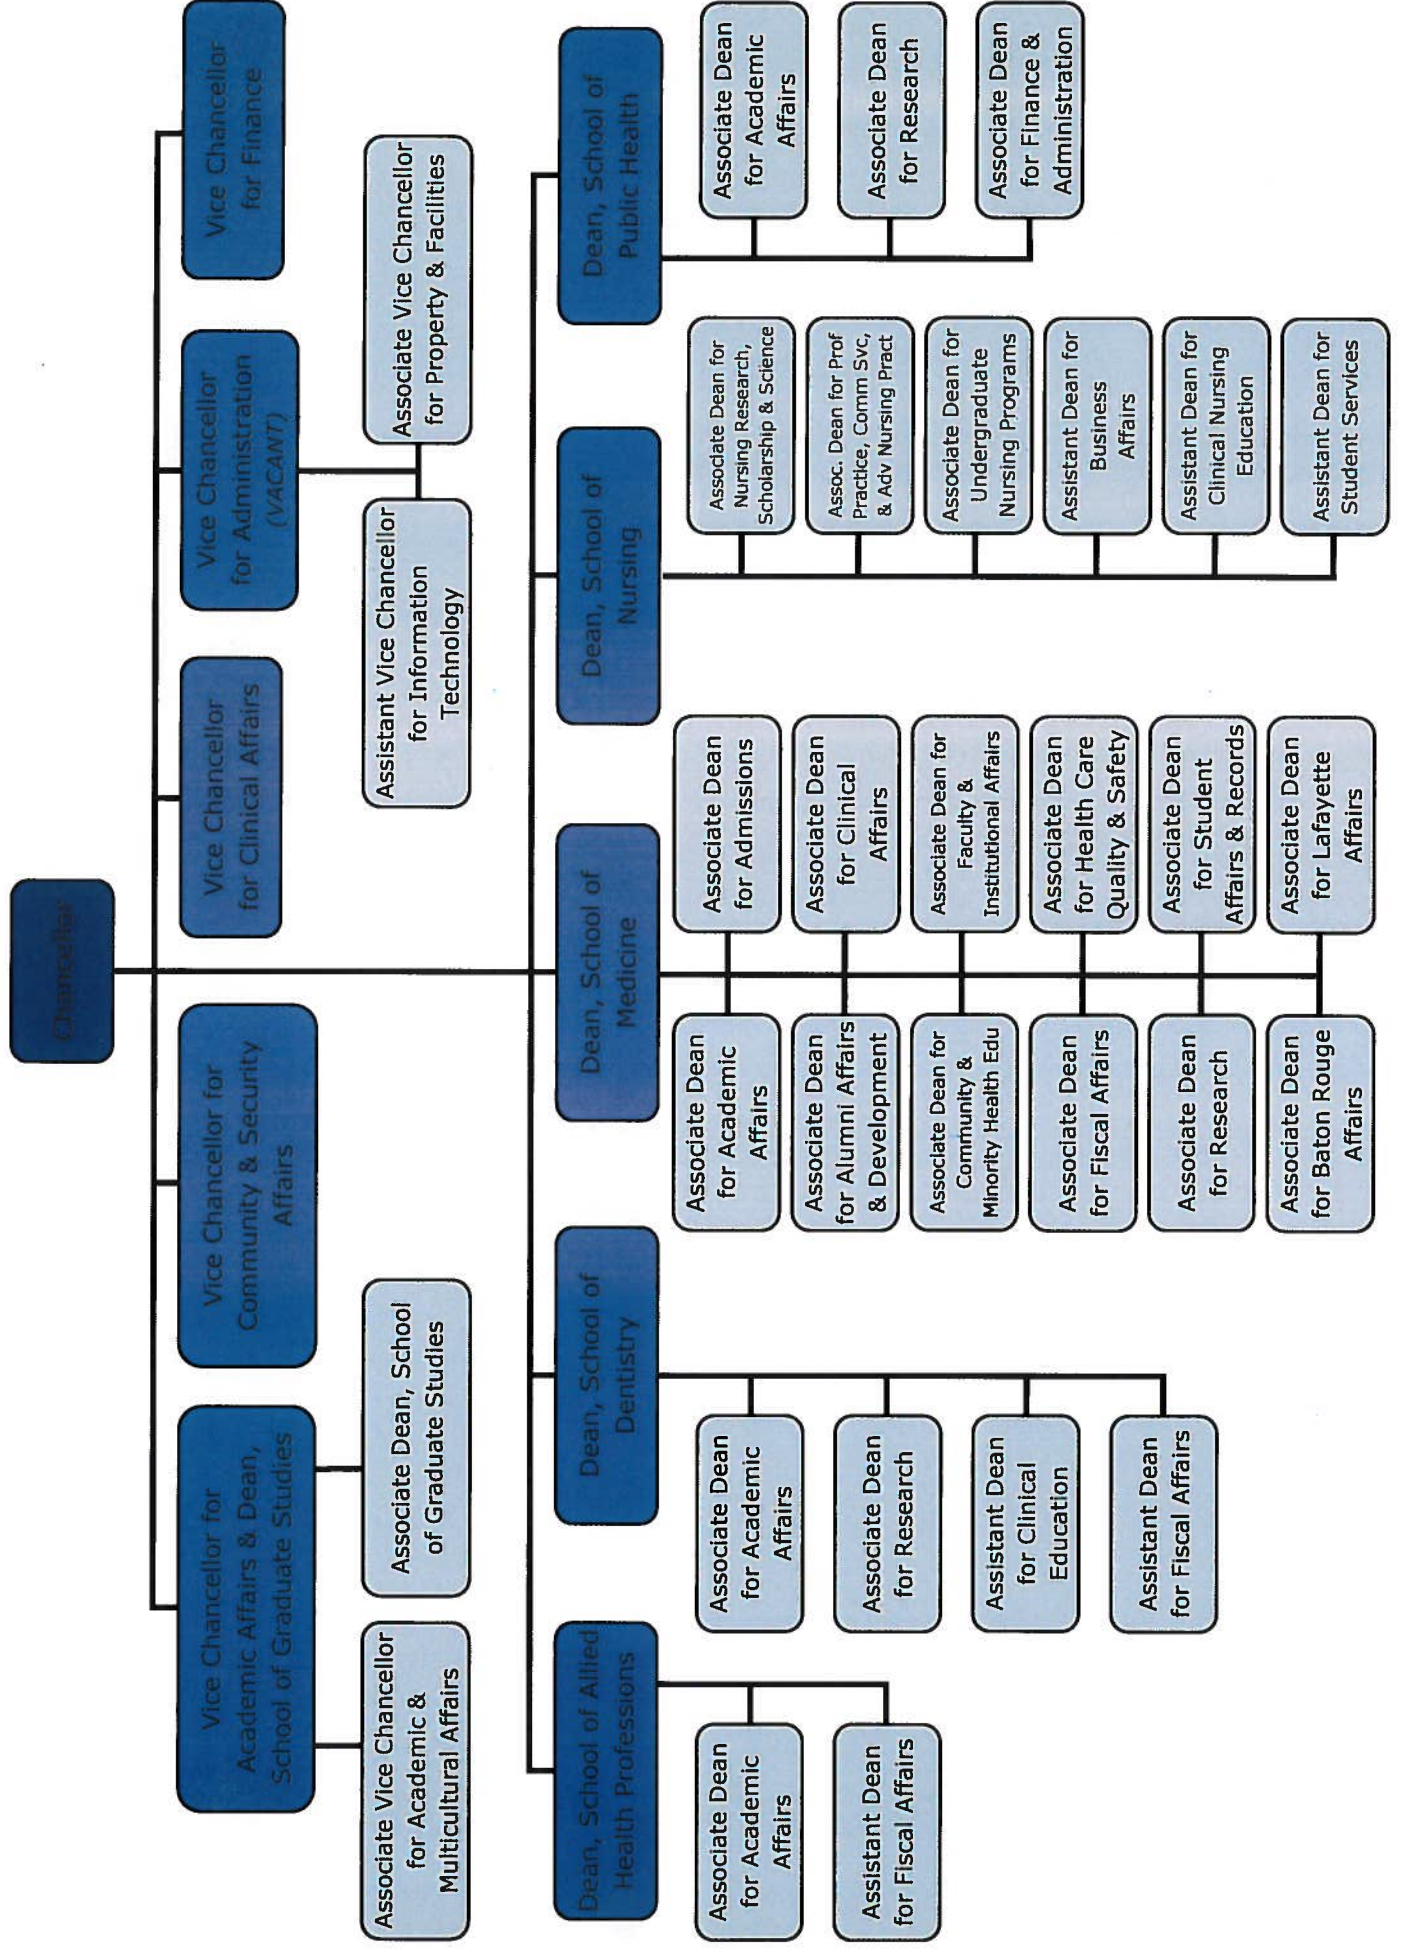 Chancellor
Vice Chancellor for
Academic Affairs & Dean,
School of Graduate Studies
Vice Chancellor for
Community & Security
Affairs
Vice Chancellor
for Clinical Affairs
Vice Chancellor
for Administration
(VACANT)
Vice Chancellor
for Finance
Associate Vice Chancellor
for Academic &
Multicultural Affairs
Associate Dean, School
of Graduate Studies
Assistant Vice Chancellor
for Information
Technology
Associate Vice Chancellor
for Property & Facilities
Dean, School of Allied
Health Professions
Associate Dean
for Academic
Affairs
Assistant Dean
for Fiscal Affairs
Dean, School of
Dentistry
Associate Dean
for Academic
Affairs
Associate Dean
for Research
Assistant Dean
for Clinical
Education
Assistant Dean
for Fiscal Affairs
Dean, School of
Medicine
Associate Dean
for Academic
Affairs
Associate Dean
for Admissions
Associate Dean
for Alumni Affairs
& Development
Associate Dean
for Clinical
Affairs
Associate Dean for
Community &
Minority Health Edu
Associate Dean for
Faculty &
Institutional Affairs
Associate Dean
for Fiscal Affairs
Associate Dean
for Health Care
Quality & Safety
Associate Dean
for Research
Associate Dean
for Student
Affairs & Records
Associate Dean
for Baton Rouge
Affairs
Associate Dean
for Lafayette
Affairs
Dean, School of
Nursing
Associate Dean for
Nursing Research,
Scholarship & Science
Assoc. Dean for Prof
Practice, Comm Svc,
& Adv Nursing Pract
Associate Dean for
Undergraduate
Nursing Programs
Assistant Dean for
Business
Affairs
Assistant Dean for
Clinical Nursing
Education
Assistant Dean for
Student Services
Dean, School of
Public Health
Associate Dean
for Academic
Affairs
Associate Dean
for Research
Associate Dean
for Finance &
Administration